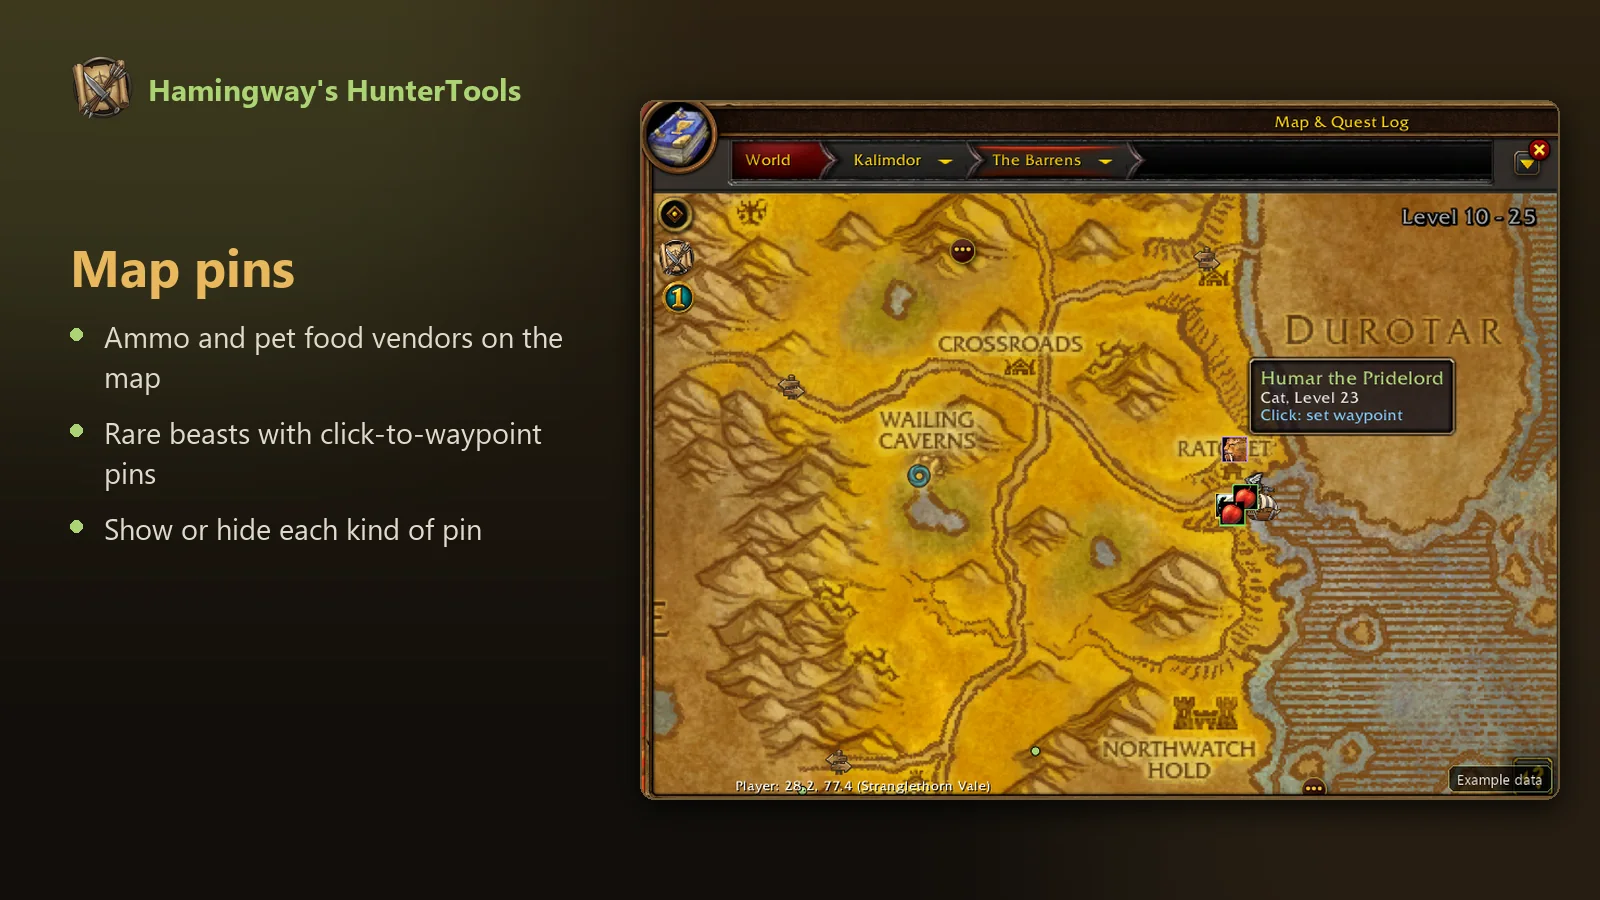 Hamingway's HunterTools
Map pins
Ammo and pet food vendors on the
map
Rare beasts with click-to-waypoint
pins
Show or hide each kind of pin
Map & Quest Log
World
Kalimdor
The Barrens
Level 10 - 25
1
DUROTAR
CROSSROADS
Humar the Pridelord
Cat, Level 23
Click: set waypoint
WAILING
CAVERNS
E
NORTHWATCH
HOLD
Player: 28.2, 77.4 (Stranglethorn Vale)
Example data